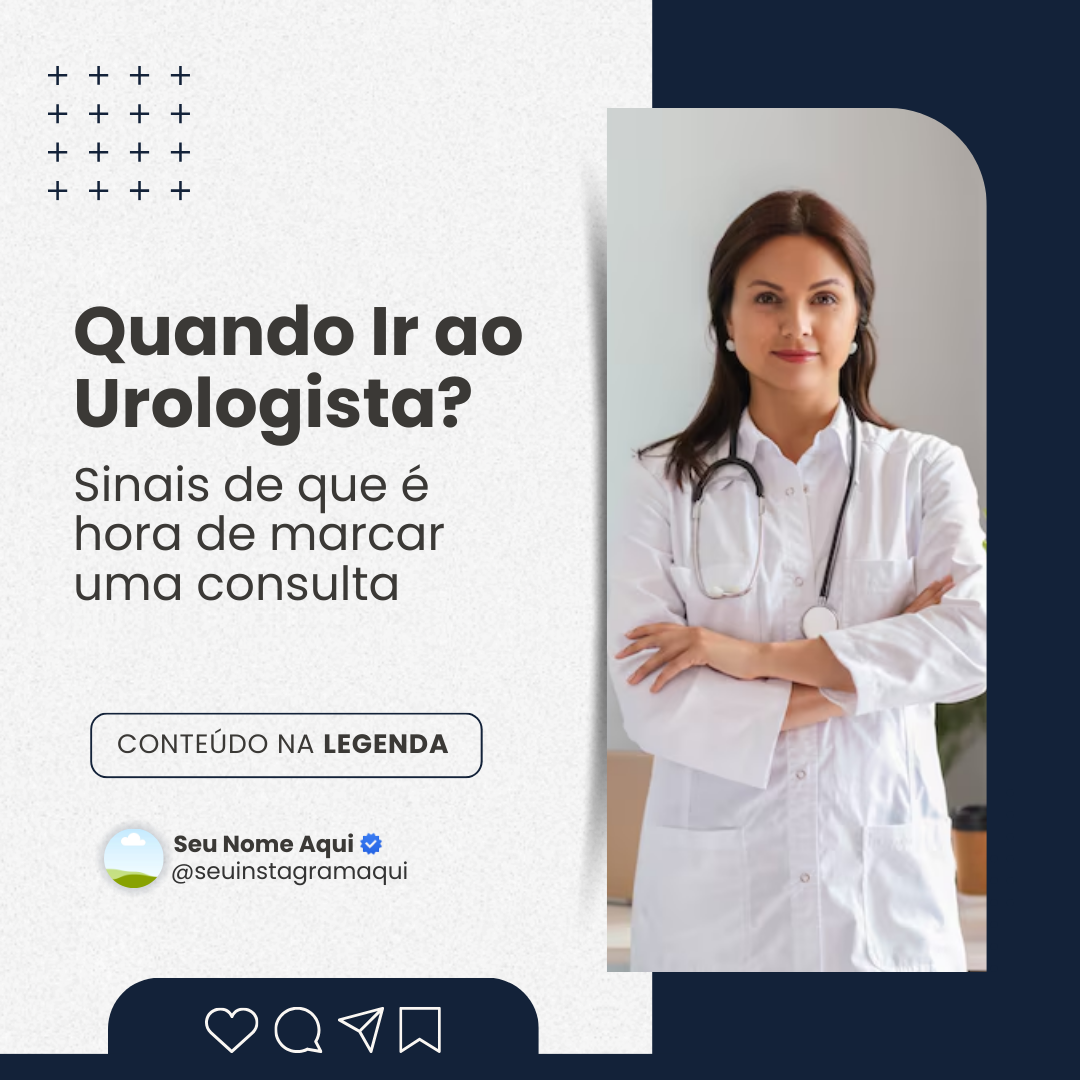 Quando Ir ao
Urologista?
Sinais de que é
hora de marcar
uma consulta
CONTEÚDO NA LEGENDA
Seu Nome Aqui
@seuinstagramaqui